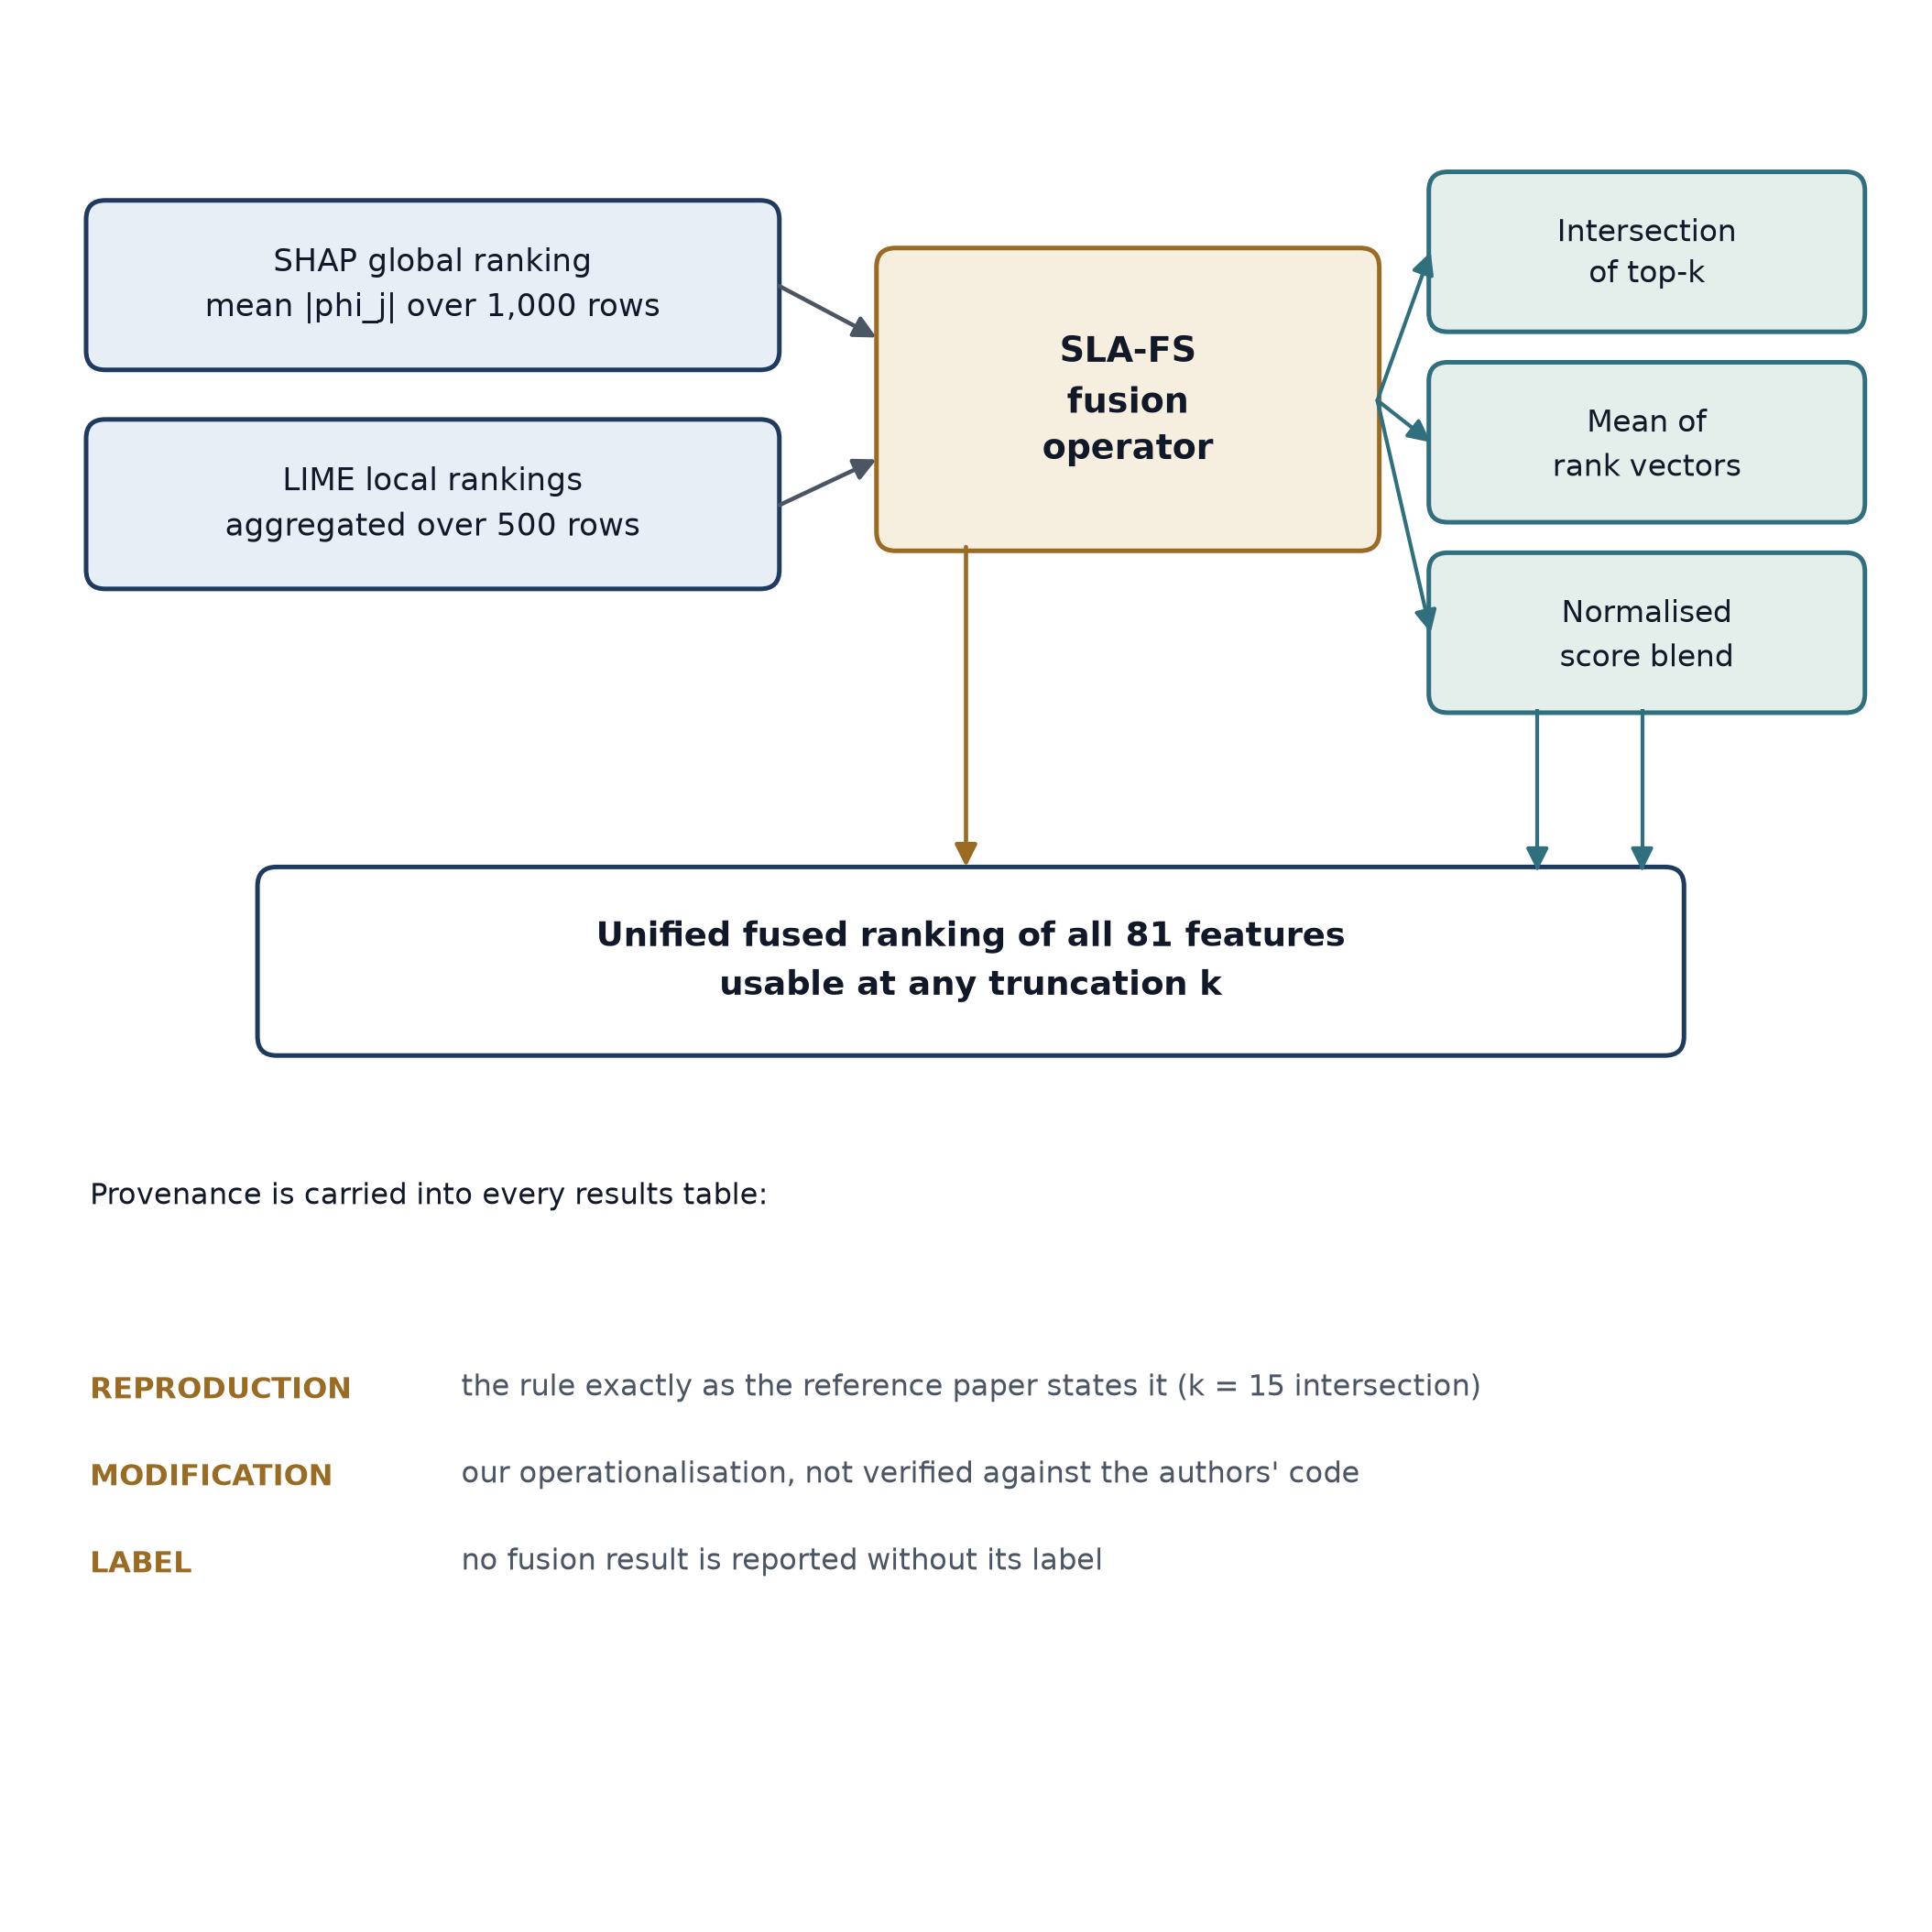 SHAP global ranking
mean |phi_j| over 1,000 rows
LIME local rankings
aggregated over 500 rows
SLA-FS
fusion
operator
Intersection
of top-k
Mean of
rank vectors
Normalised
score blend
Unified fused ranking of all 81 features
usable at any truncation k
Provenance is carried into every results table:
REPRODUCTION the rule exactly as the reference paper states it (k = 15 intersection)
MODIFICATION our operationalisation, not verified against the authors' code
LABEL no fusion result is reported without its label